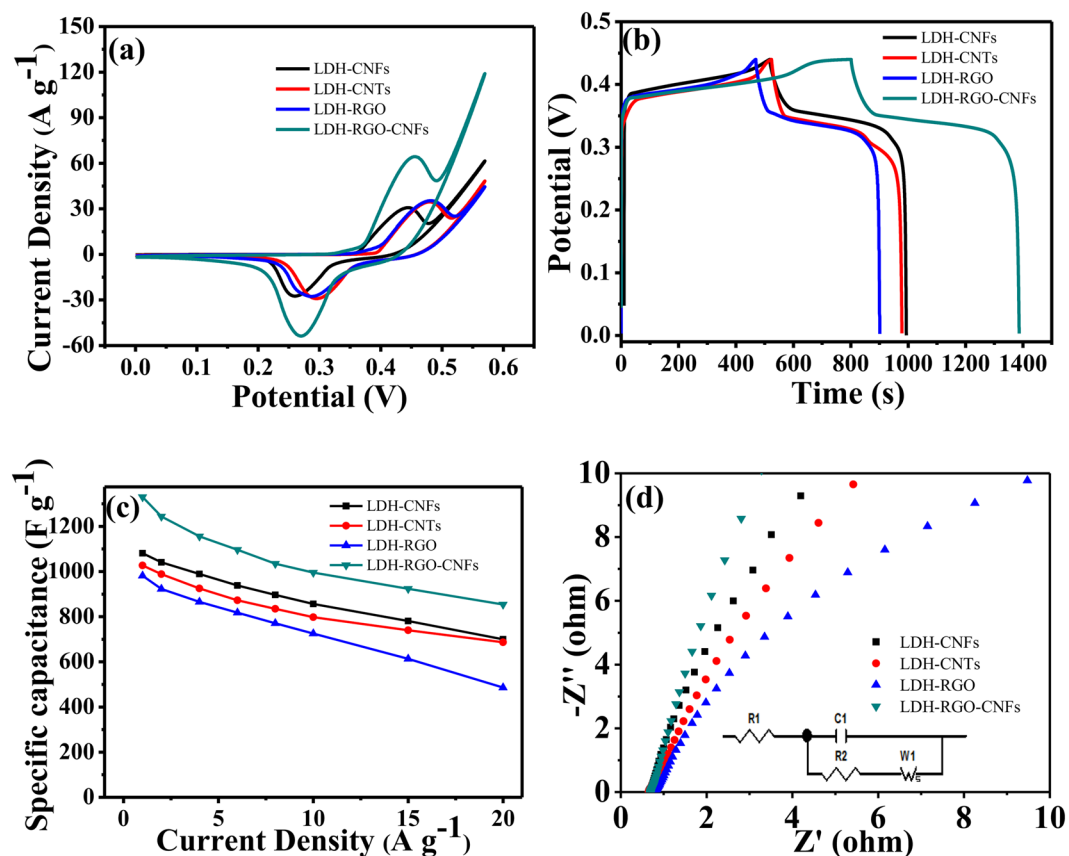 (a)
LDH-CNFs
LDH-CNTs
LDH-RGO
LDH-RGO-CNFs
150
120
90
60
30
0
-30
-60
Current Density (A g⁻¹)
0.0 0.1 0.2 0.3 0.4 0.5 0.6
Potential (V)
(b)
LDH-CNFs
LDH-CNTs
LDH-RGO
LDH-RGO-CNFs
0.5
0.4
0.3
0.2
0.1
0.0
Potential (V)
0 200 400 600 800 1000 1200 1400
Time (s)
(c)
LDH-CNFs
LDH-CNTs
LDH-RGO
LDH-RGO-CNFs
1200
1000
800
600
400
200
0
Specific capacitance (F g⁻¹)
0 5 10 15 20
Current Density (A g⁻¹)
(d)
LDH-CNFs
LDH-CNTs
LDH-RGO
LDH-RGO-CNFs
R1
C1
R2
W1
10
8
6
4
2
0
-Z'' (ohm)
0 2 4 6 8 10
Z' (ohm)